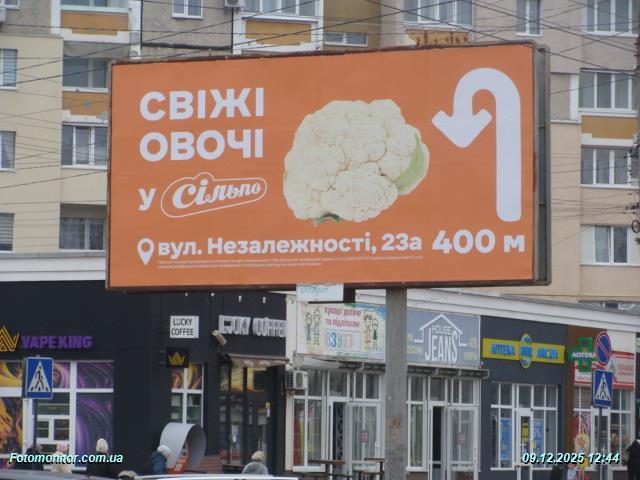 СВІЖІ
ОВОЧІ
У Сільпо
вул. Незалежності, 23а 400 м
VAPE KING
LUCKY
COFFEE
LUCKY COFFEE
ВЗУТТ
HOUSE
JEANS
АПТЕКА
Fotomonitor.com.ua
09.12.2025 12:44